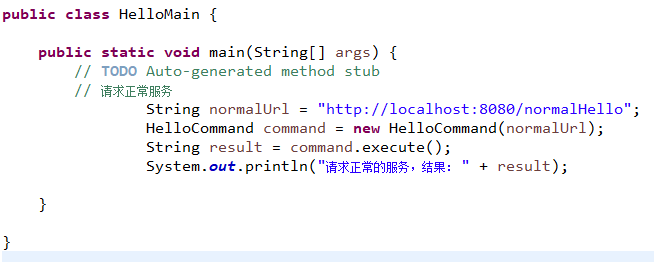 public class HelloMain {
public static void main(String[] args) {
// TODO Auto-generated method stub
// 请求正常服务
String normalUrl = "http://localhost:8080/normalHello";
HelloCommand command = new HelloCommand(normalUrl);
String result = command.execute();
System.out.println("请求正常的服务，结果：" + result);
}
}